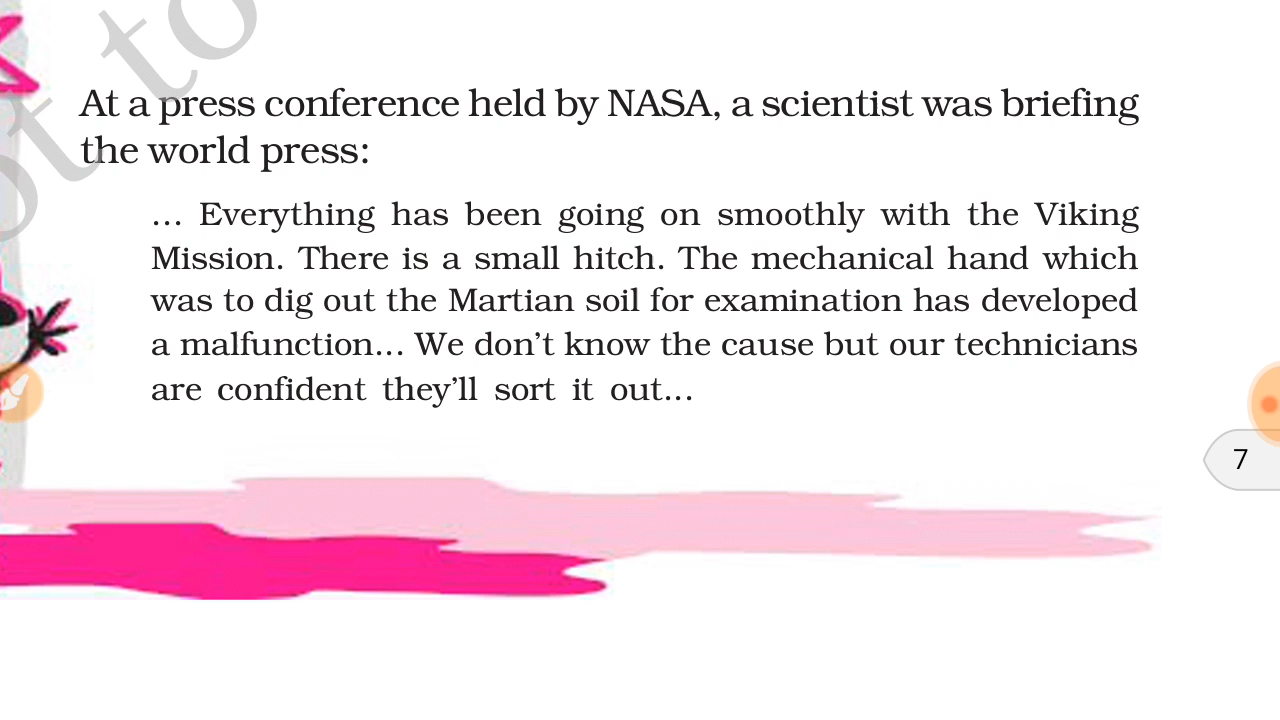 ot to
At a press conference held by NASA, a scientist was briefing
the world press:
... Everything has been going on smoothly with the Viking
Mission. There is a small hitch. The mechanical hand which
was to dig out the Martian soil for examination has developed
a malfunction... We don’t know the cause but our technicians
are confident they’ll sort it out...
7